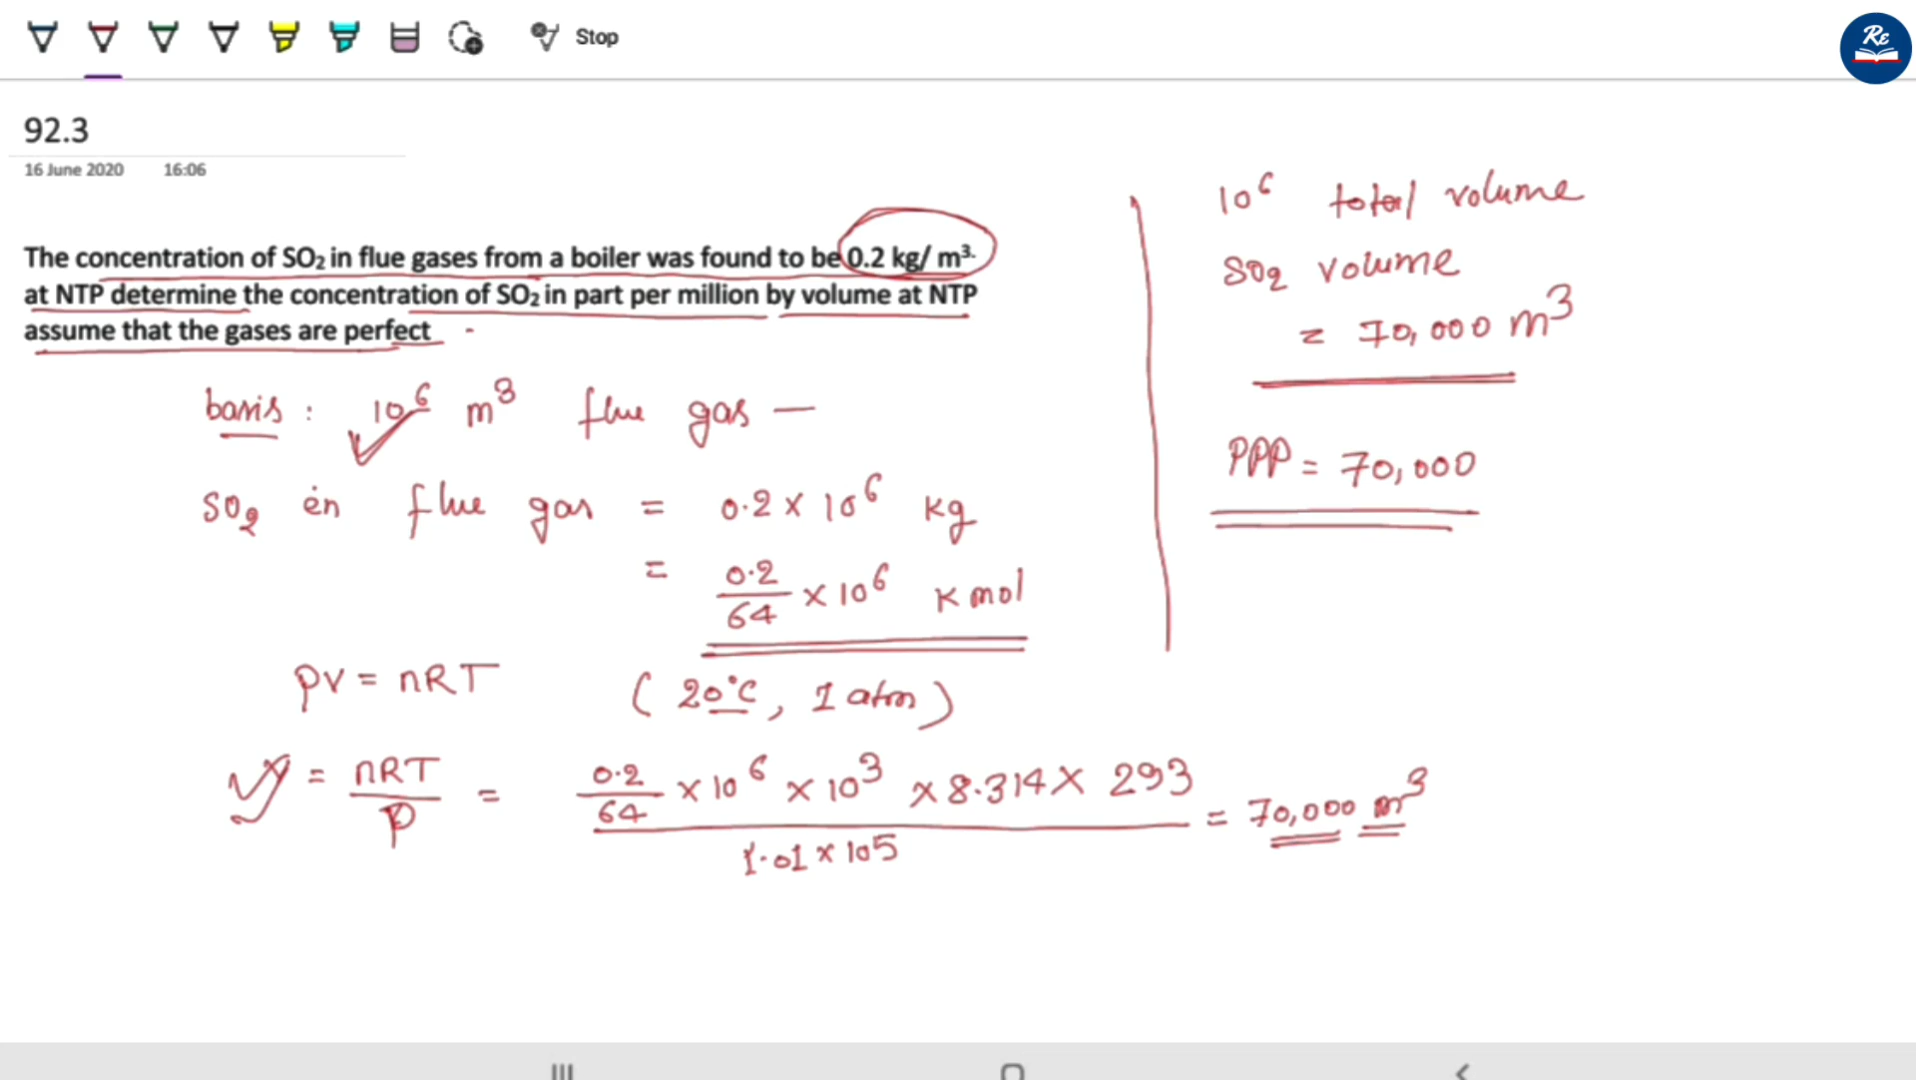 Stop
Rε
92.3
16 June 2020 16:06
The concentration of SO₂ in flue gases from a boiler was found to be 0.2 kg/ m³.
at NTP determine the concentration of SO₂ in part per million by volume at NTP
assume that the gases are perfect
basis : 10⁶ m³ flue gas —
SO₂ in flue gas = 0.2 × 10⁶ kg
= 0.2/64 × 10⁶ Kmol
PV = nRT (20°C, 1 atm)
V = nRT/P = 0.2/64 × 10⁶ × 10³ × 8.314 × 293 / 1.01 × 10⁵ = 70,000 m³
10⁶ total volume
SO₂ volume
= 70,000 m³
PPP = 70,000